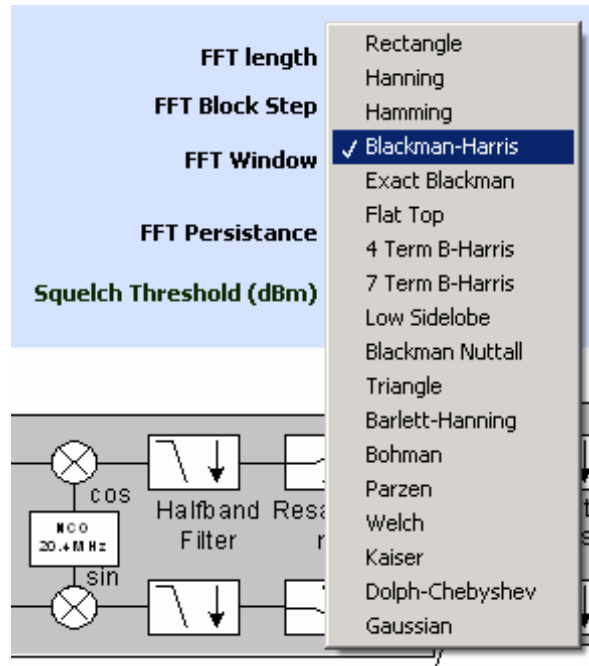 FFT length
FFT Block Step
FFT Window
FFT Persistance
Squelch Threshold (dBm)
Rectangle
Hanning
Hamming
✓ Blackman-Harris
Exact Blackman
Flat Top
4 Term B-Harris
7 Term B-Harris
Low Sidelobe
Blackman Nuttall
Triangle
Barlett-Hanning
Bohman
Parzen
Welch
Kaiser
Dolph-Chebyshev
Gaussian
cos
NCO
20.4MHz
sin
Halfband
Filter